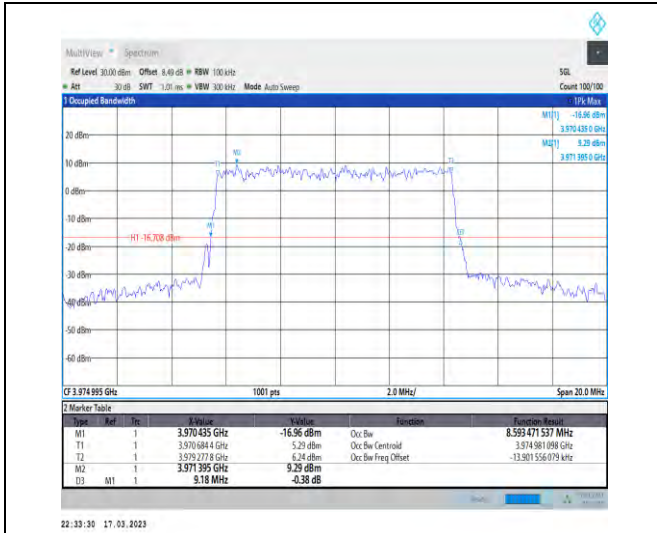 MultiView Spectrum
Ref Level 30.00 dBm Offset 8.49 dB RBW 100 kHz SGL
Att 30 dB SWT 1.01 ms VBW 300 kHz Mode Auto Sweep Count 100/100
1 Occupied Bandwidth 1Pk Max
M1[1] -16.96 dBm
3.970 435 0 GHz
M2[1] 9.29 dBm
3.971 395 0 GHz
20 dBm
M2
T1 T2
10 dBm
0 dBm
-10 dBm
M1
H1 -16.708 dBm D3
-20 dBm
-30 dBm
-40 dBm
-50 dBm
-60 dBm
CF 3.974 995 GHz 1001 pts 2.0 MHz/ Span 20.0 MHz
2 Marker Table
Type Ref Trc X-Value Y-Value Function Function Result
M1 1 3.970 435 GHz -16.96 dBm Occ Bw 8.593 471 537 MHz
T1 1 3.970 684 4 GHz 5.29 dBm Occ Bw Centroid 3.974 981 098 GHz
T2 1 3.979 277 8 GHz 6.24 dBm Occ Bw Freq Offset -13.901 556 079 kHz
M2 1 3.971 395 GHz 9.29 dBm
D3 M1 1 9.18 MHz -0.38 dB
22:33:30 17.03.2023